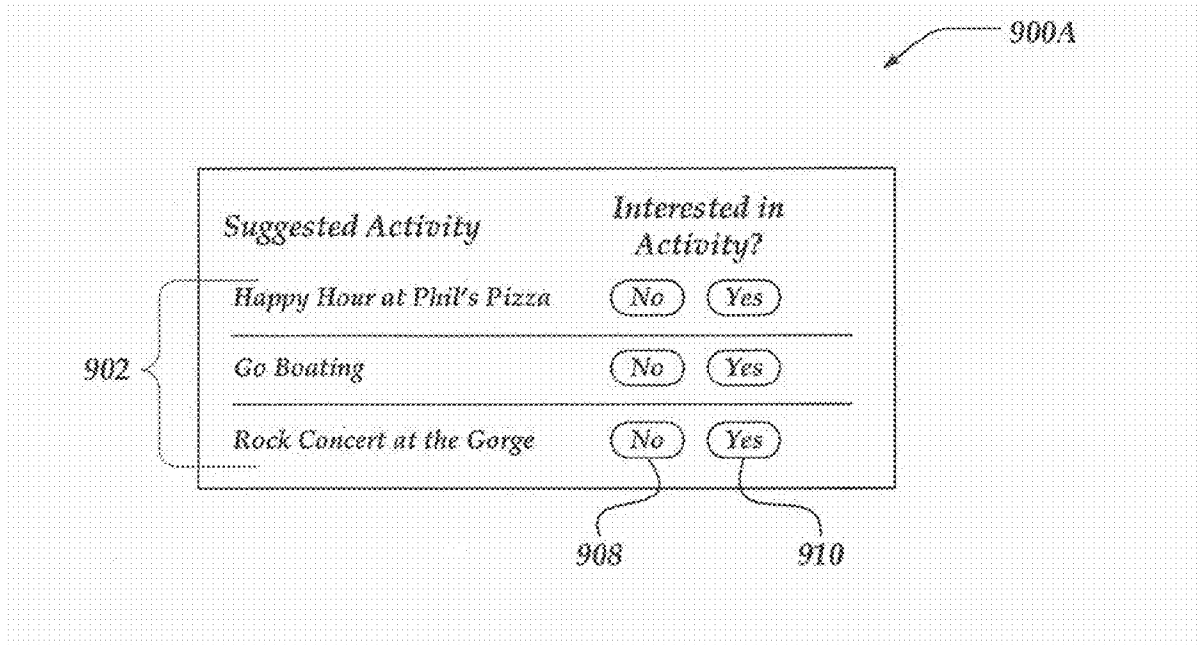 900A
Suggested Activity
Interested in
Activity?
Happy Hour at Phil's Pizza No Yes
902
Go Boating No Yes
Rock Concert at the Gorge No Yes
908 910